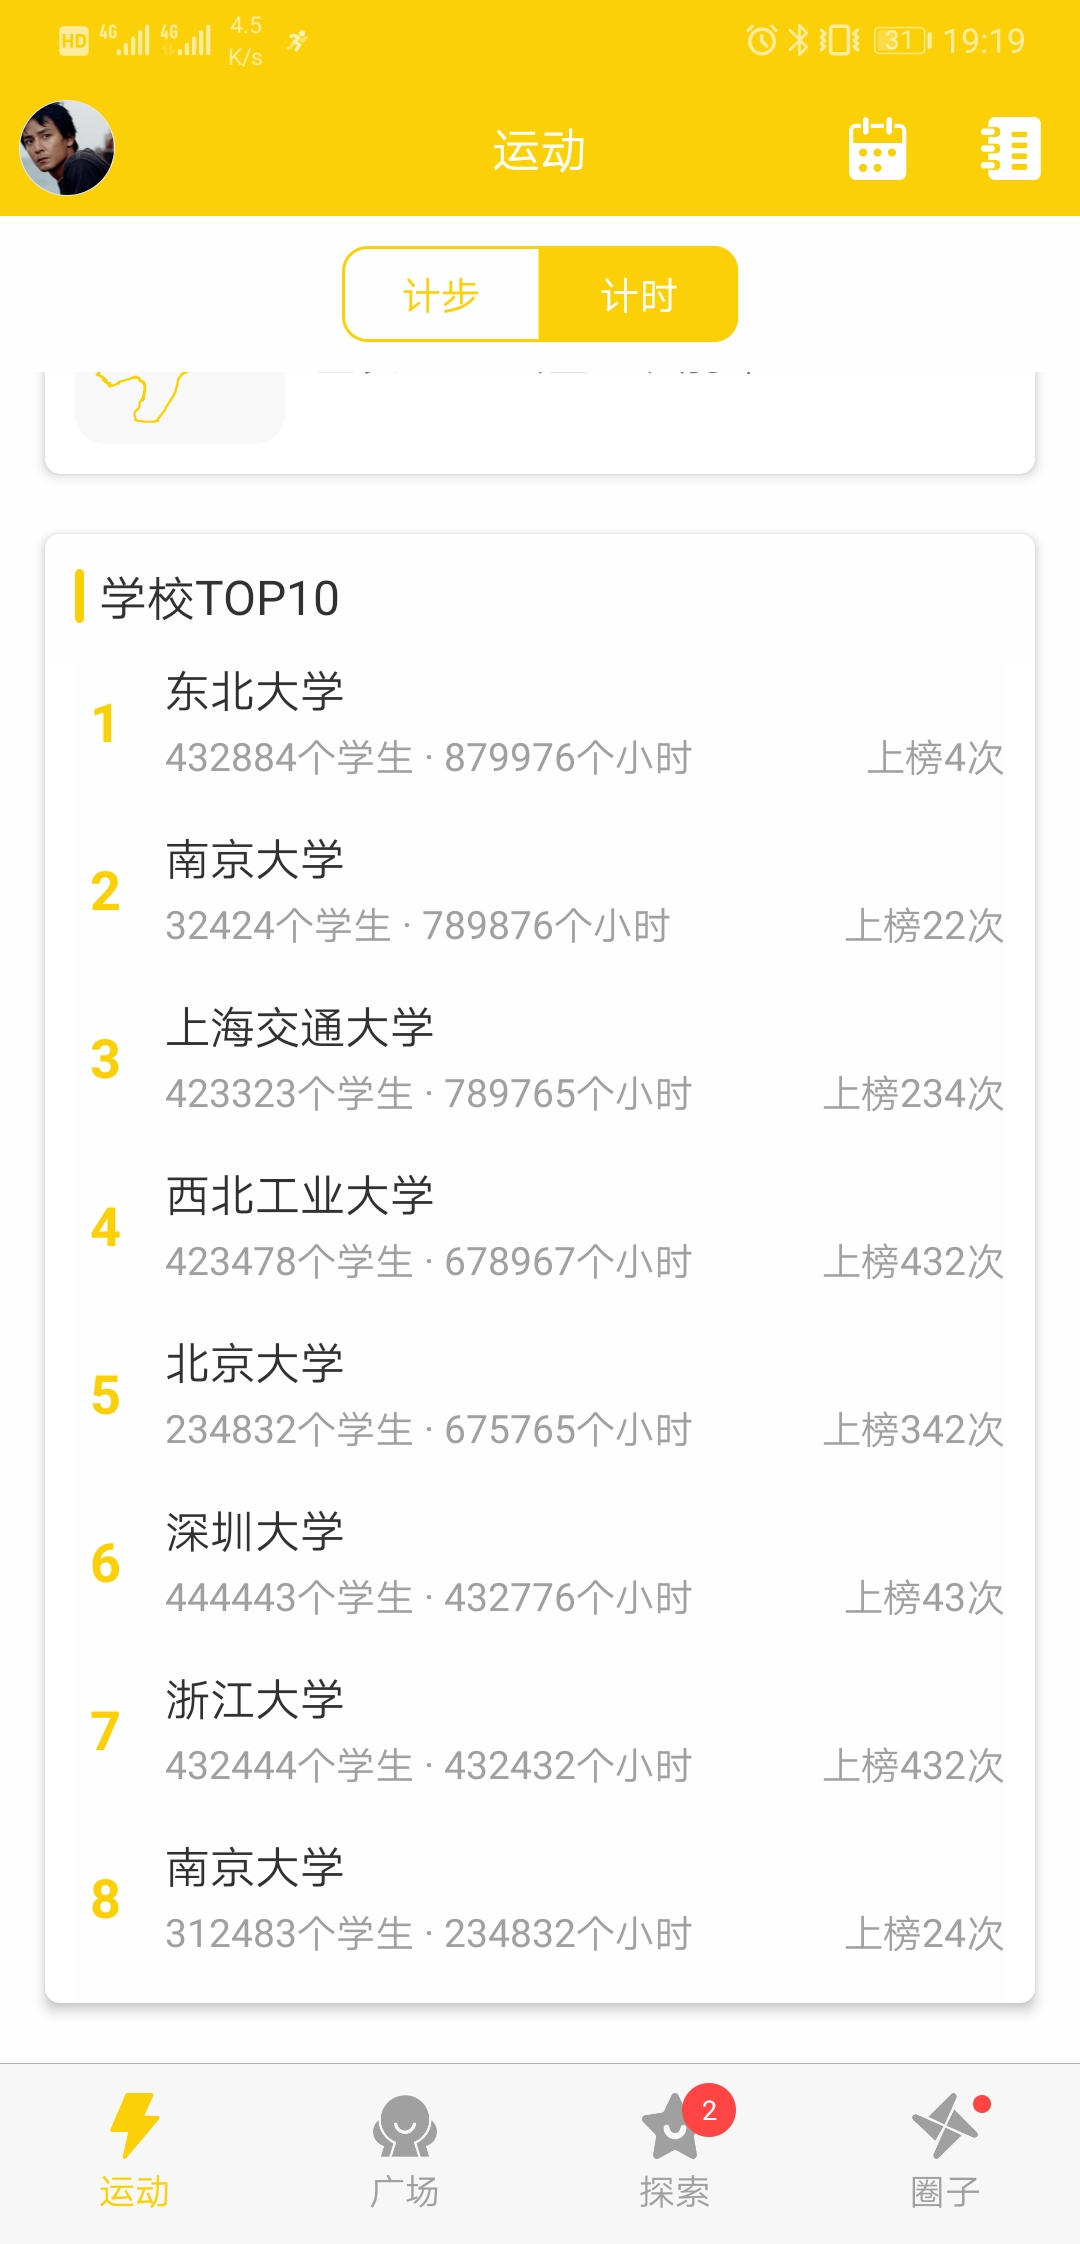 HD 4G 4G 4.5 K/s 31 19:19
运动
计步 计时
学校TOP10
1
东北大学
432884个学生 · 879976个小时 上榜4次
2
南京大学
32424个学生 · 789876个小时 上榜22次
3
上海交通大学
423323个学生 · 789765个小时 上榜234次
4
西北工业大学
423478个学生 · 678967个小时 上榜432次
5
北京大学
234832个学生 · 675765个小时 上榜342次
6
深圳大学
444443个学生 · 432776个小时 上榜43次
7
浙江大学
432444个学生 · 432432个小时 上榜432次
8
南京大学
312483个学生 · 234832个小时 上榜24次
2
运动 广场 探索 圈子